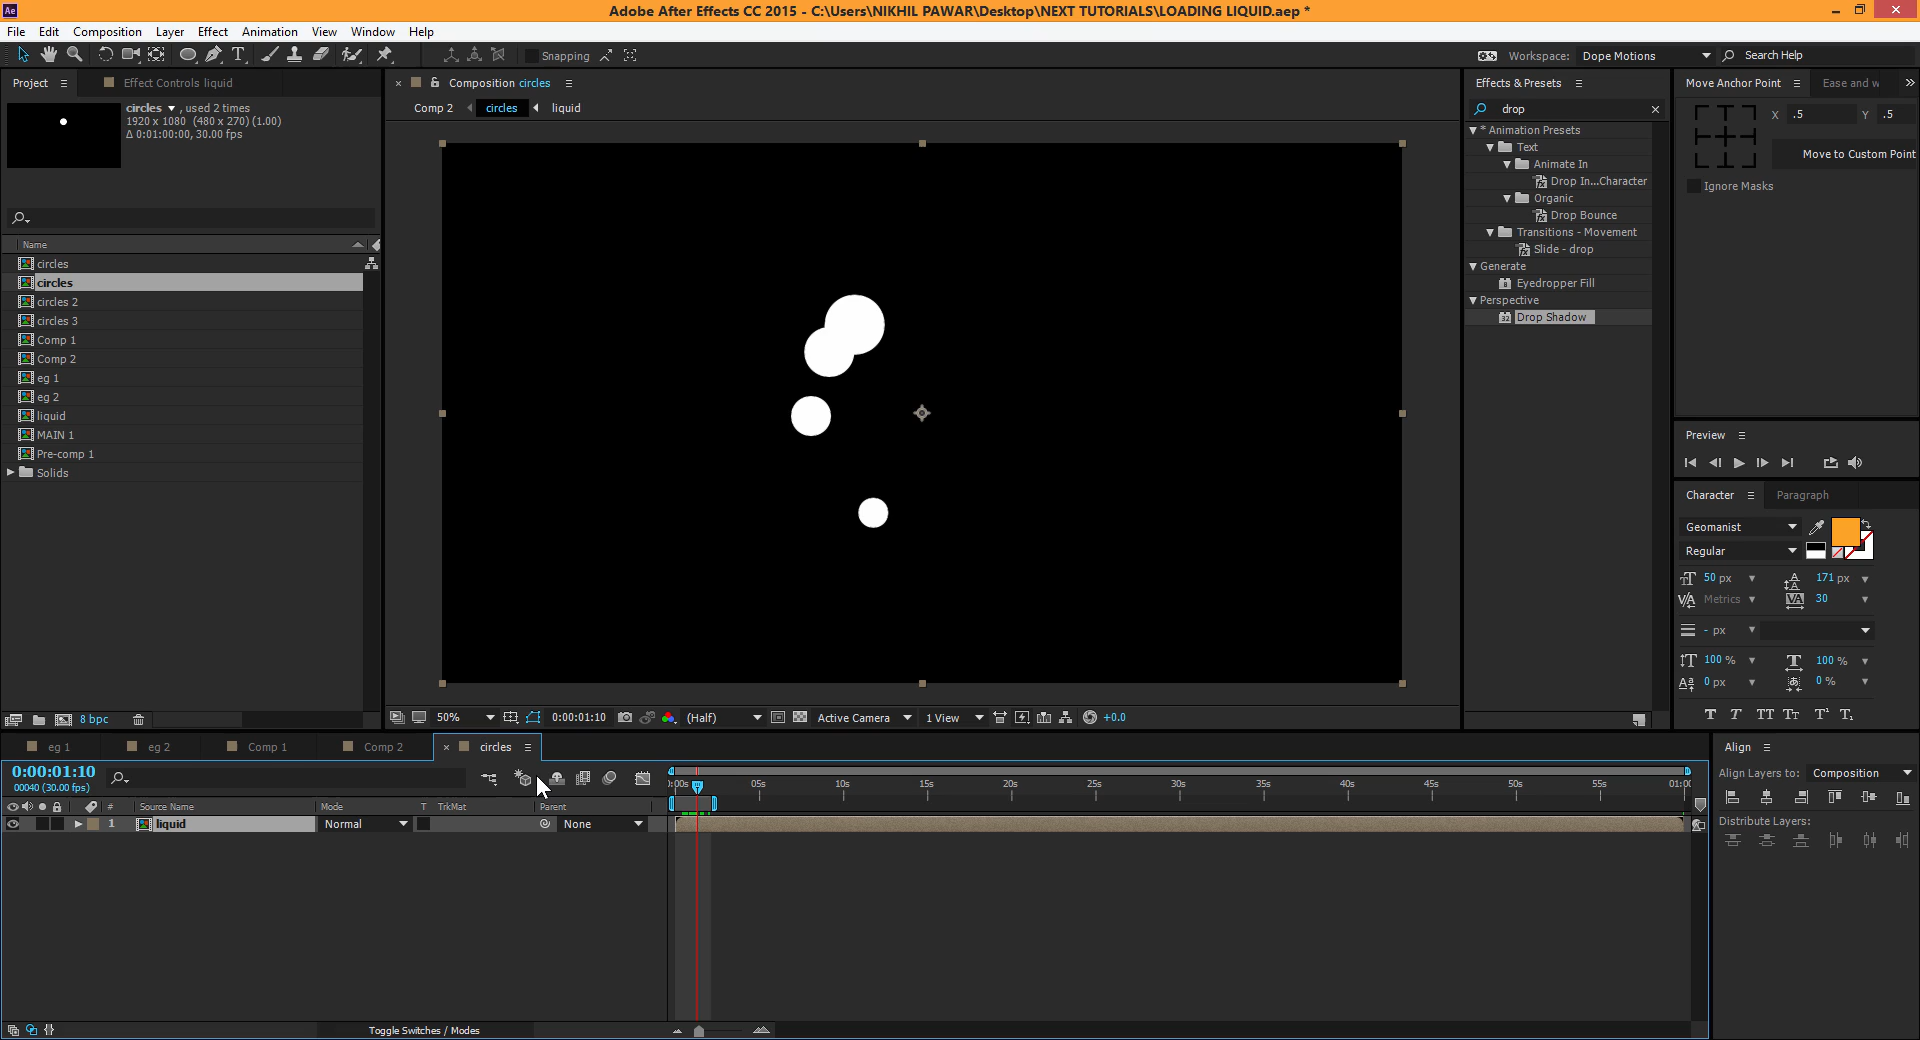 Ae Adobe After Effects CC 2015 - C:\Users\NIKHIL PAWAR\Desktop\NEXT TUTORIALS\LOADING LIQUID.aep *
File Edit Composition Layer Effect Animation View Window Help
Snapping Workspace: Dope Motions Search Help
Project Effect Controls liquid
circles , used 2 times
1920 x 1080 (480 x 270) (1.00)
Δ 0:01:00:00, 30.00 fps
Name
circles
circles
circles 2
circles 3
Comp 1
Comp 2
eg 1
eg 2
liquid
MAIN 1
Pre-comp 1
Solids
8 bpc
Composition circles
Comp 2 circles liquid
50% 0:00:01:10 (Half) Active Camera 1 View +0.0
Effects & Presets
drop
* Animation Presets
Text
Animate In
Drop In...Character
Organic
Drop Bounce
Transitions - Movement
Slide - drop
Generate
Eyedropper Fill
Perspective
32 Drop Shadow
Move Anchor Point Ease and w
X .5 Y .5
Move to Custom Point
Ignore Masks
Preview
Character Paragraph
Geomanist
Regular
50 px 171 px
Metrics 30
- px
100 % 100 %
0 px 0 %
eg 1 eg 2 Comp 1 Comp 2 circles
0:00:01:10
00040 (30.00 fps)
# Source Name Mode T TrkMat Parent
1 liquid Normal None
):00s 05s 10s 15s 20s 25s 30s 35s 40s 45s 50s 55s 01:0(
Toggle Switches / Modes
Align
Align Layers to: Composition
Distribute Layers: